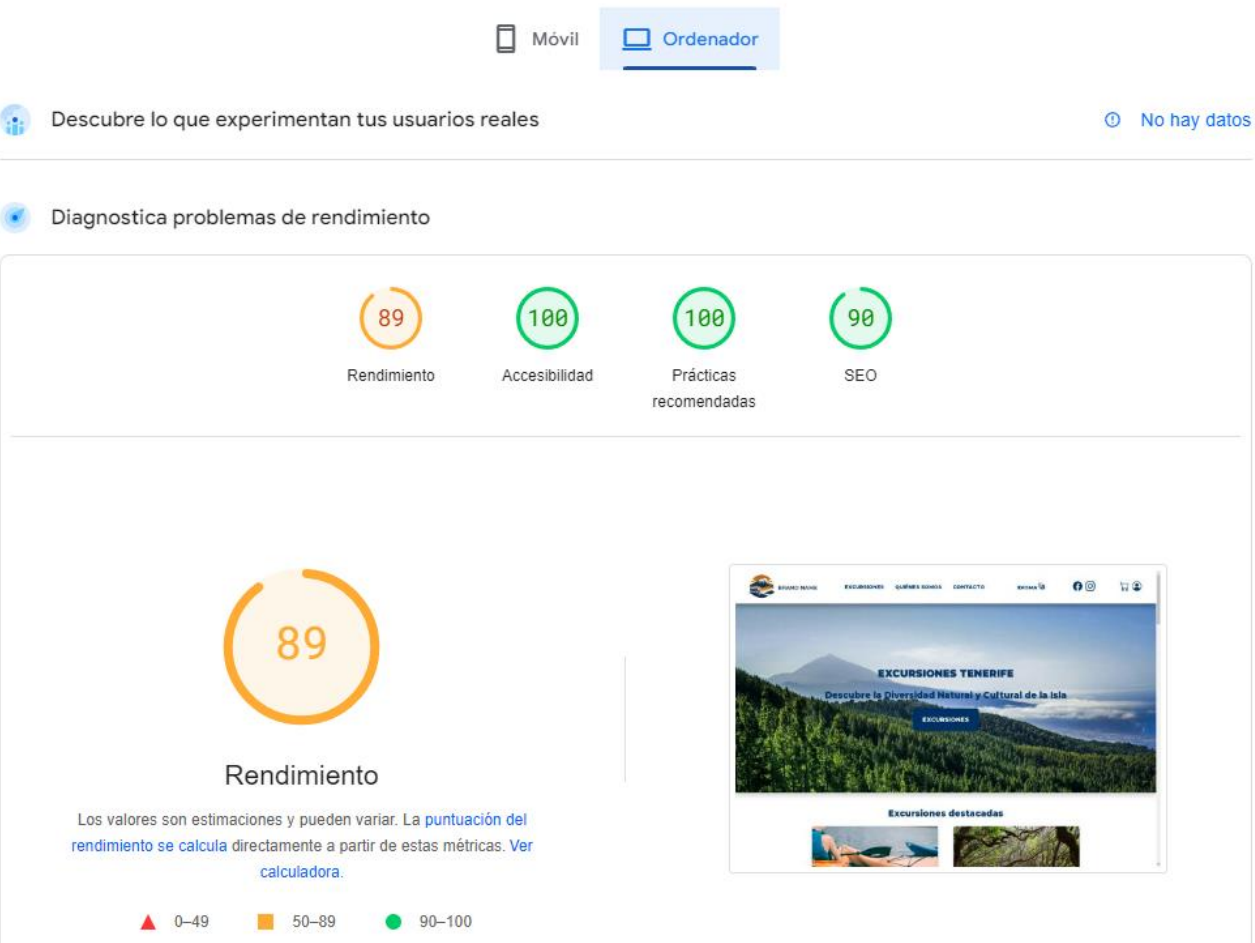 Móvil
Ordenador
Descubre lo que experimentan tus usuarios reales
No hay datos
Diagnostica problemas de rendimiento
89
100
100
90
Rendimiento
Accesibilidad
Prácticas
recomendadas
SEO
89
Rendimiento
Los valores son estimaciones y pueden variar. La puntuación del
rendimiento se calcula directamente a partir de estas métricas. Ver
calculadora.
0–49
50–89
90–100
BRAND NAME
EXCURSIONES
QUIÉNES SOMOS
CONTACTO
EXCURSIONES TENERIFE
Descubre la Diversidad Natural y Cultural de la Isla
EXCURSIONES
Excursiones destacadas